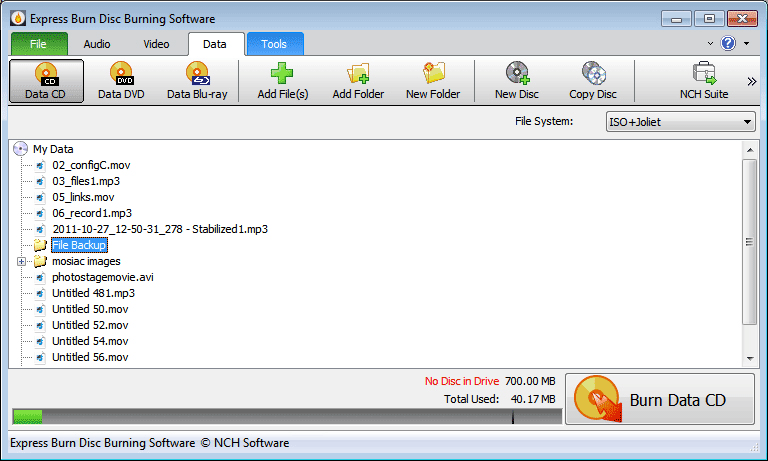 Express Burn Disc Burning Software
File Audio Video Data Tools
Data CD Data DVD Data Blu-ray Add File(s) Add Folder New Folder New Disc Copy Disc NCH Suite
File System: ISO+Joliet
My Data
02_configC.mov
03_files1.mp3
05_links.mov
06_record1.mp3
2011-10-27_12-50-31_278 - Stabilized1.mp3
File Backup
mosiac images
photostagemovie.avi
Untitled 481.mp3
Untitled 50.mov
Untitled 52.mov
Untitled 54.mov
Untitled 56.mov
No Disc in Drive 700.00 MB
Total Used: 40.17 MB
Burn Data CD
Express Burn Disc Burning Software © NCH Software